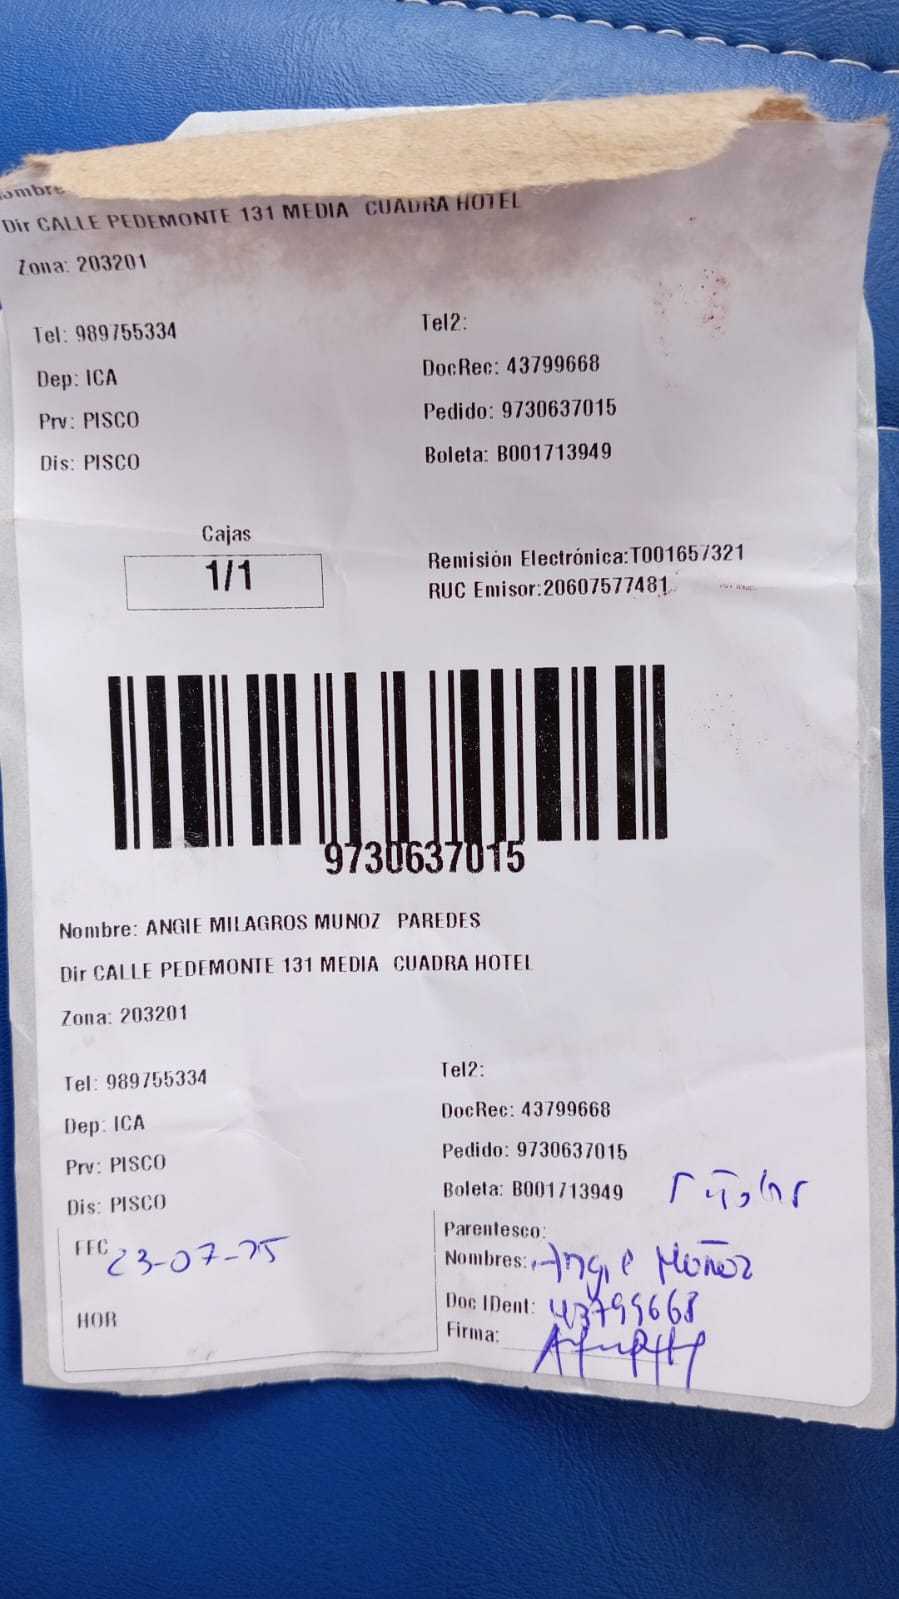 Nombre
Dir CALLE PEDEMONTE 131 MEDIA CUADRA HOTEL
Zona: 203201
Tel: 989755334 Tel2:
Dep: ICA DocRec: 43799668
Prv: PISCO Pedido: 9730637015
Dis: PISCO Boleta: B001713949
Cajas
1/1
Remisión Electrónica:T001657321
RUC Emisor:20607577481
9730637015
Nombre: ANGIE MILAGROS MUNOZ PAREDES
Dir CALLE PEDEMONTE 131 MEDIA CUADRA HOTEL
Zona: 203201
Tel: 989755334 Tel2:
Dep: ICA DocRec: 43799668
Prv: PISCO Pedido: 9730637015
Dis: PISCO Boleta: B001713949
Titular
Parentesco:
FEC 23-07-25 Nombres: Angie Muñoz
Doc IDent: 43799668
HOR Firma: